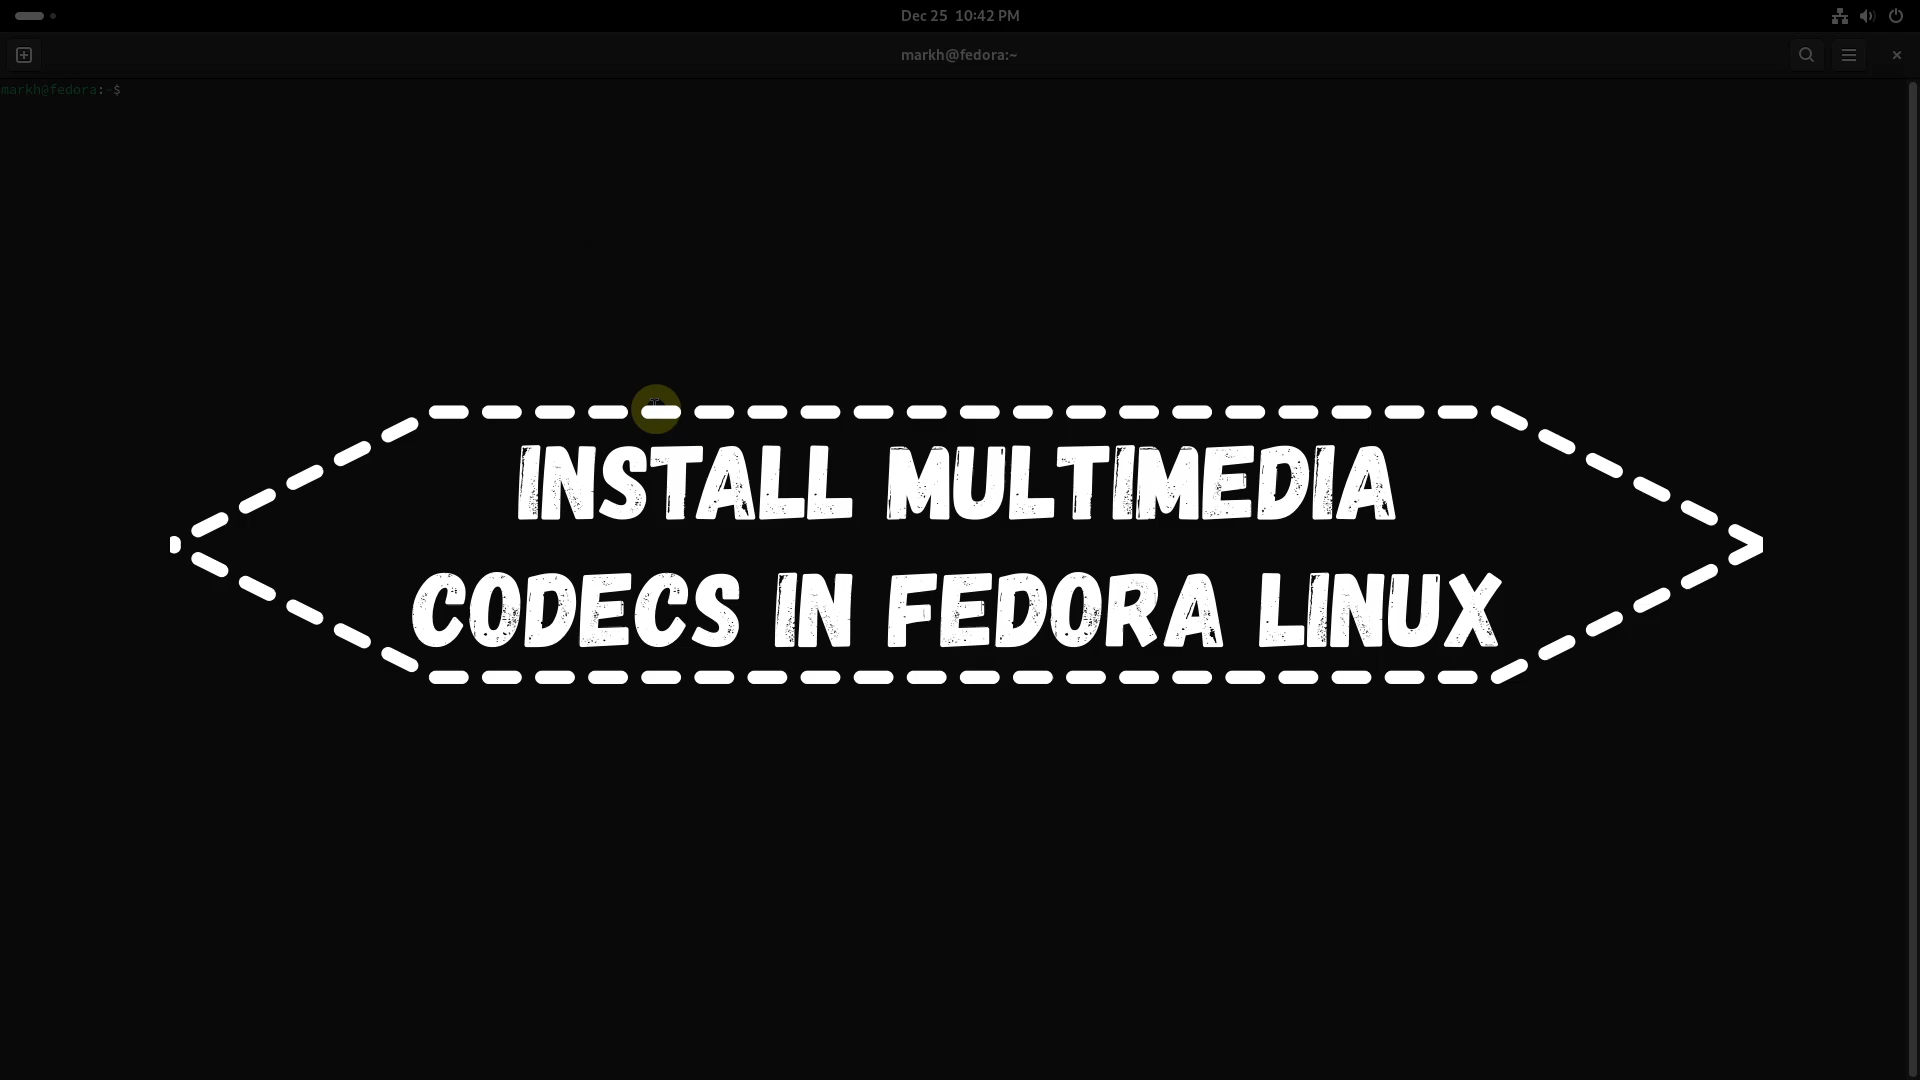 Dec 25 10:42 PM
markh@fedora:~
markh@fedora:~$
INSTALL MULTIMEDIA
CODECS IN FEDORA LINUX